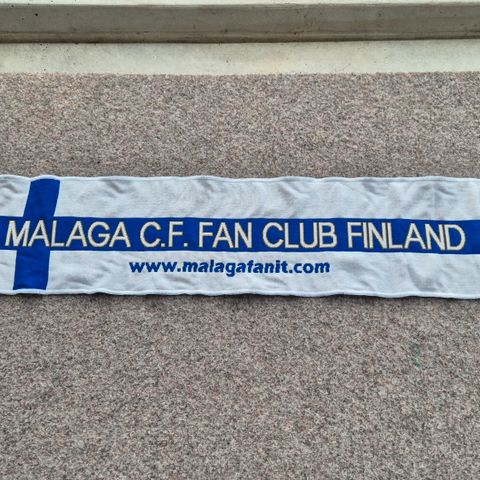 MALAGA C.F. FAN CLUB FINLAND
www.malagafanit.com